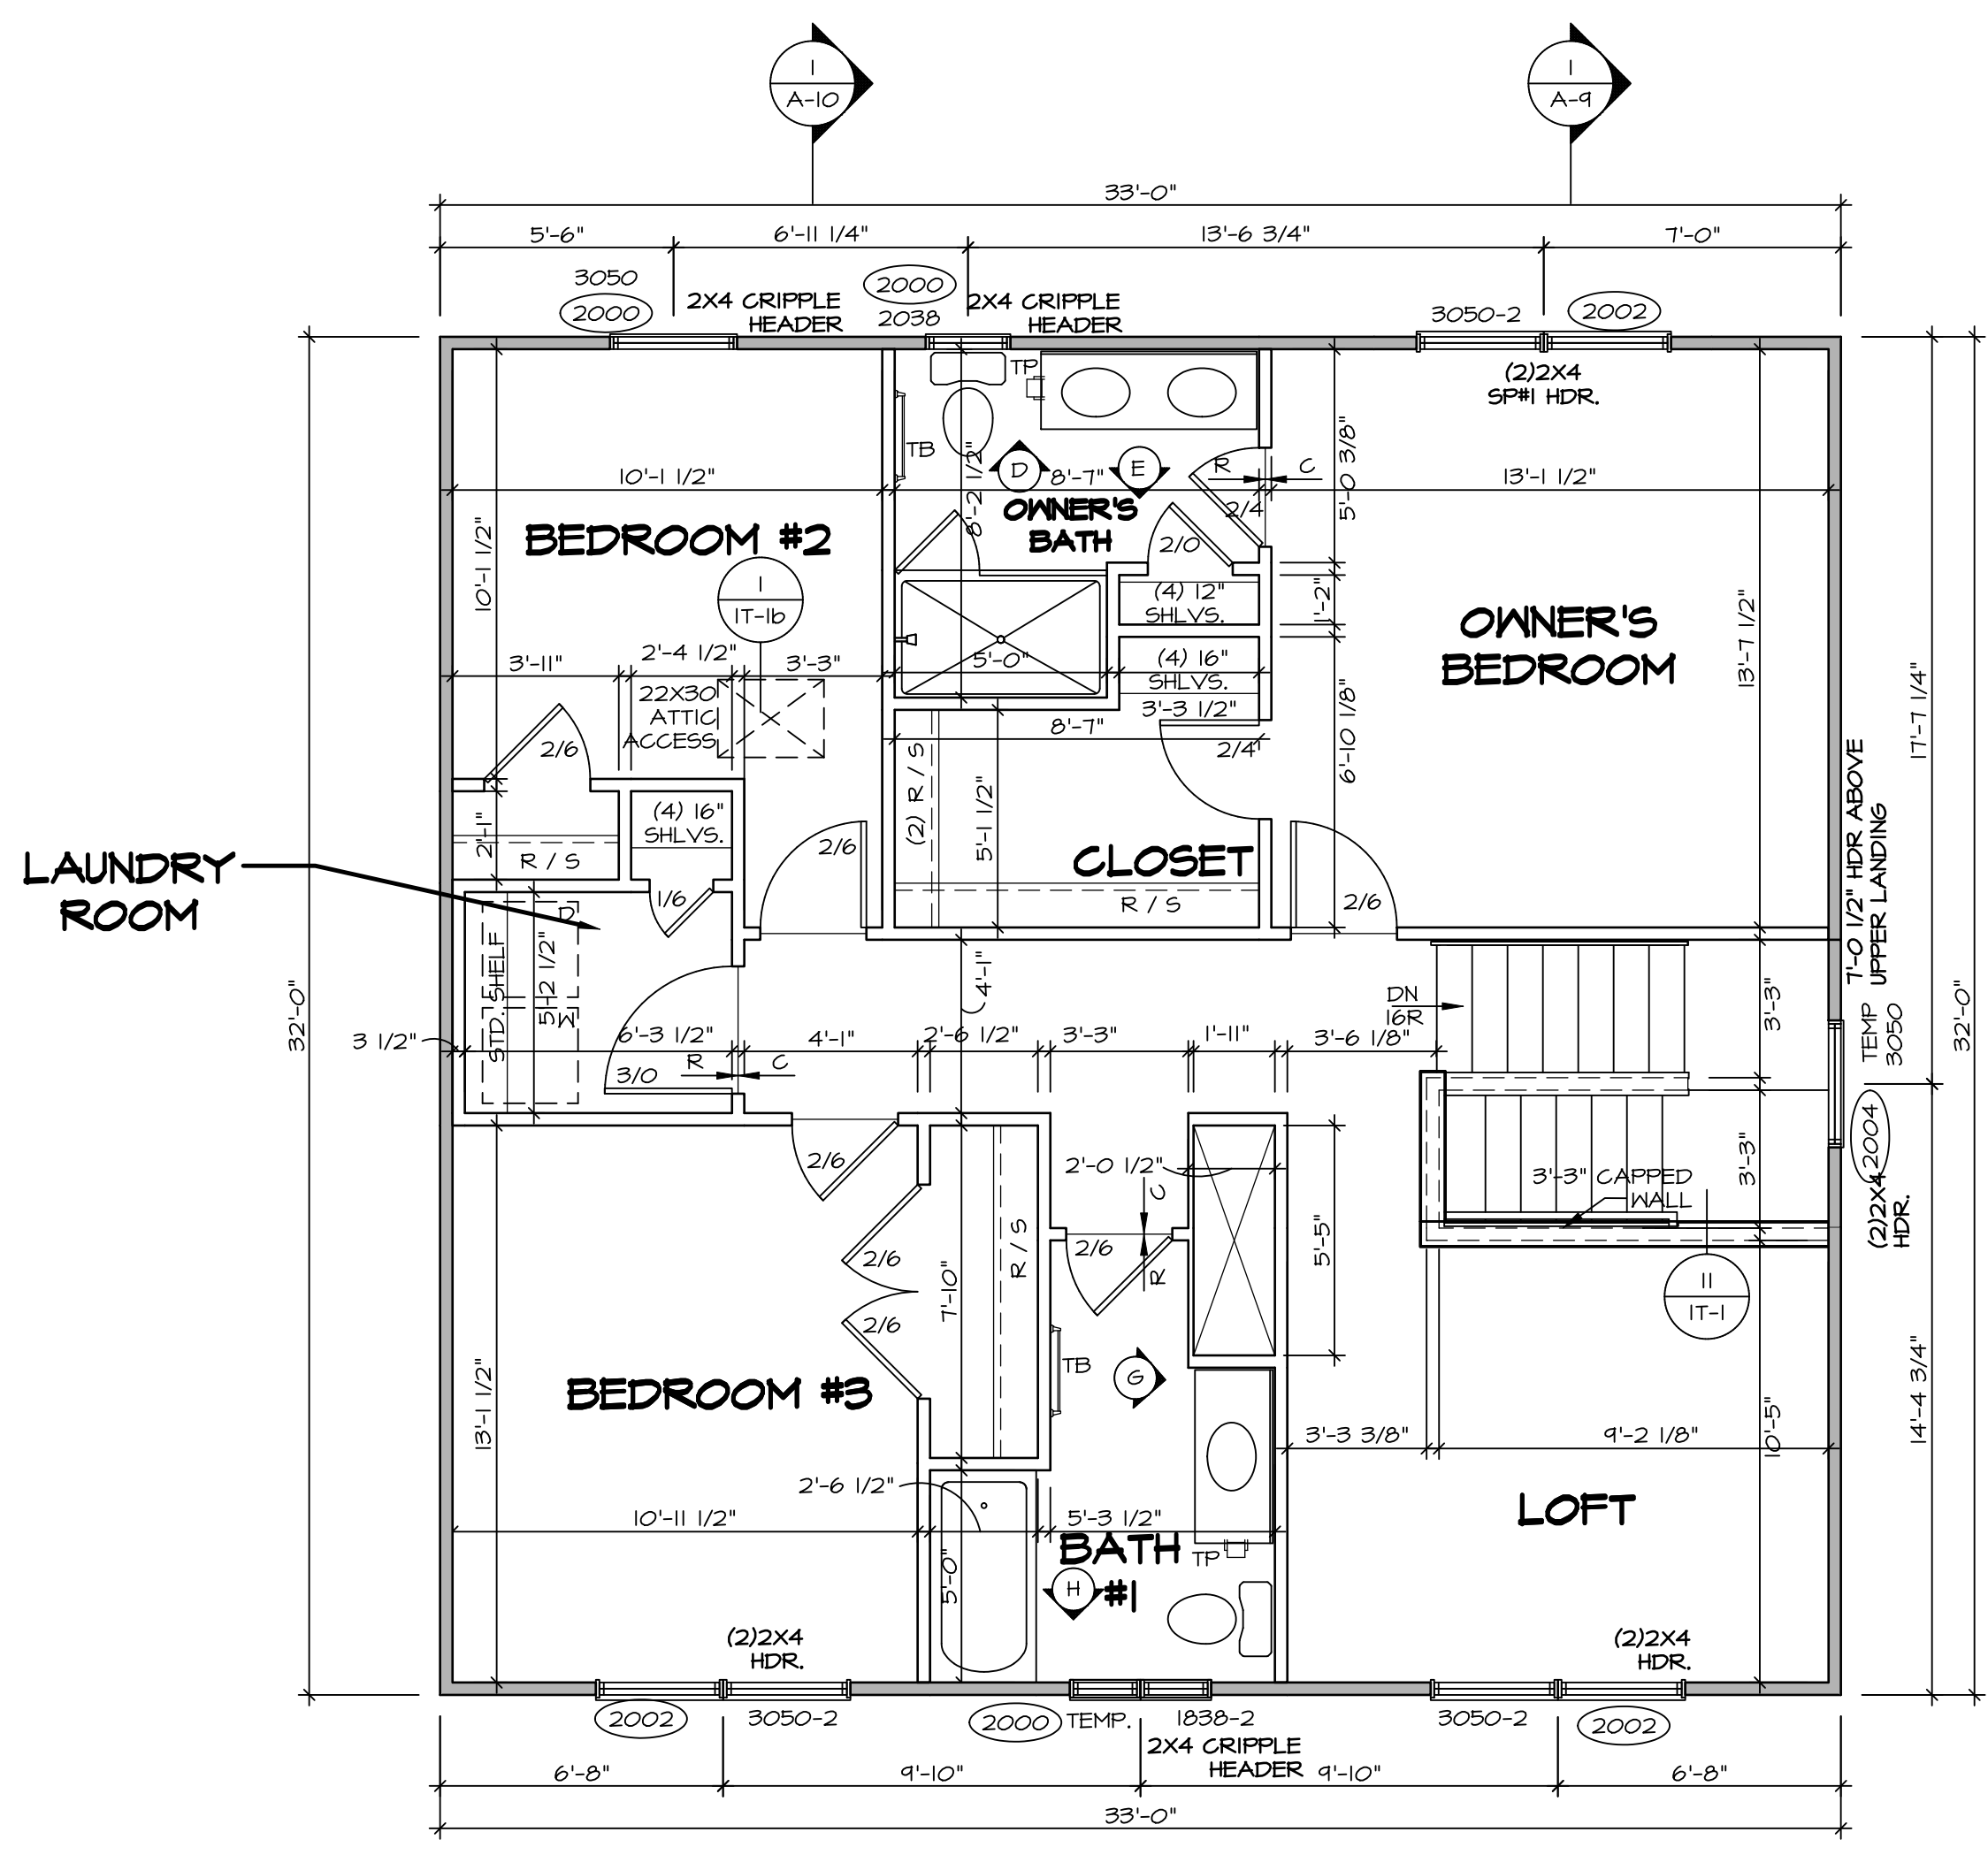 1
A-10
1
A-9
33'-0"
5'-6"
6'-11 1/4"
13'-6 3/4"
7'-0"
3050
2000
2X4 CRIPPLE
HEADER
2000
2038
2X4 CRIPPLE
HEADER
3050-2
2002
(2)2X4
SP#1 HDR.
TP
TB
D
E
R
C
5'-0 3/8"
10'-1 1/2"
8'-2 1/2"
8'-7"
13'-1 1/2"
2/4
OWNER'S
BATH
BEDROOM #2
10'-1 1/2"
2/0
1
1T-1b
(4) 12"
SHLVS.
1'-2"
OWNER'S
BEDROOM
13'-7 1/2"
3'-11"
2'-4 1/2"
3'-3"
5'-0"
(4) 16"
SHLVS.
3'-3 1/2"
22X30
ATTIC
ACCESS
2/6
8'-7"
2/4
6'-10 1/8"
17'-7 1/4"
7'-0 1/2" HDR ABOVE
UPPER LANDING
(2) R / S
5'-1 1/2"
(4) 16"
SHLVS.
2'-1"
R / S
2/6
CLOSET
R / S
2/6
LAUNDRY
ROOM
1/6
D
W
STD. SHELF
5'-2 1/2"
32'-0"
3 1/2"
4'-1"
DN
16R
3'-3"
TEMP
3050
32'-0"
6'-3 1/2"
4'-1"
2'-6 1/2"
3'-3"
1'-11"
3'-6 1/8"
3/0
R
C
2004
(2)2X4
HDR.
2/6
2'-0 1/2"
3'-3"
3'-3" CAPPED
WALL
C
R
2/6
2/6
R / S
5'-5"
7'-10"
11
1T-1
2/6
TB
G
BEDROOM #3
13'-1 1/2"
3'-3 3/8"
9'-2 1/8"
10'-5"
14'-4 3/4"
2'-6 1/2"
LOFT
10'-11 1/2"
5'-3 1/2"
BATH
#1
TP
H
5'-0"
(2)2X4
HDR.
(2)2X4
HDR.
2002
3050-2
2000
TEMP.
1838-2
3050-2
2002
2X4 CRIPPLE
HEADER
6'-8"
9'-10"
9'-10"
6'-8"
33'-0"